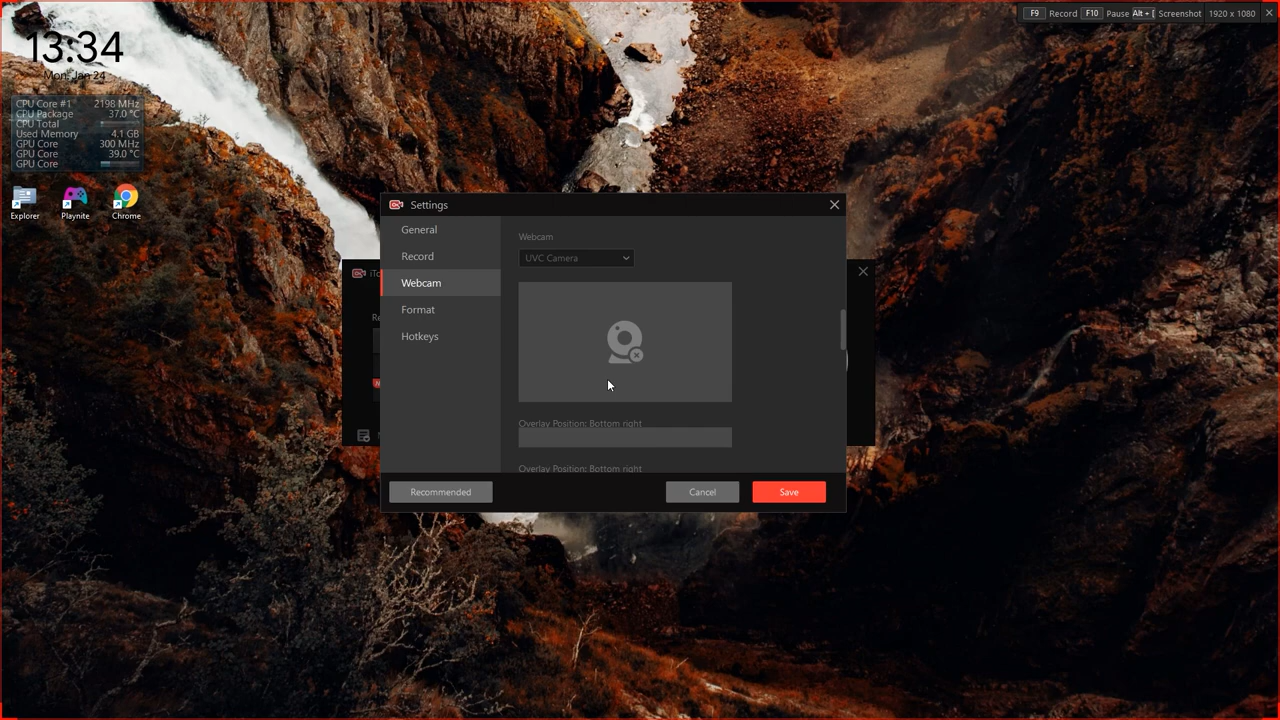 F9 Record F10 Pause Alt + [ Screenshot 1920 x 1080
13:34
Mon, Jan 24
CPU Core #1 2198 MHz
CPU Package 37.0 °C
CPU Total
Used Memory 4.1 GB
GPU Core 300 MHz
GPU Core 39.0 °C
GPU Core
Explorer Playnite Chrome
Settings
General
Record
Webcam
Format
Hotkeys
Webcam
UVC Camera
Overlay Position: Bottom right
Overlay Position: Bottom right
Recommended Cancel Save